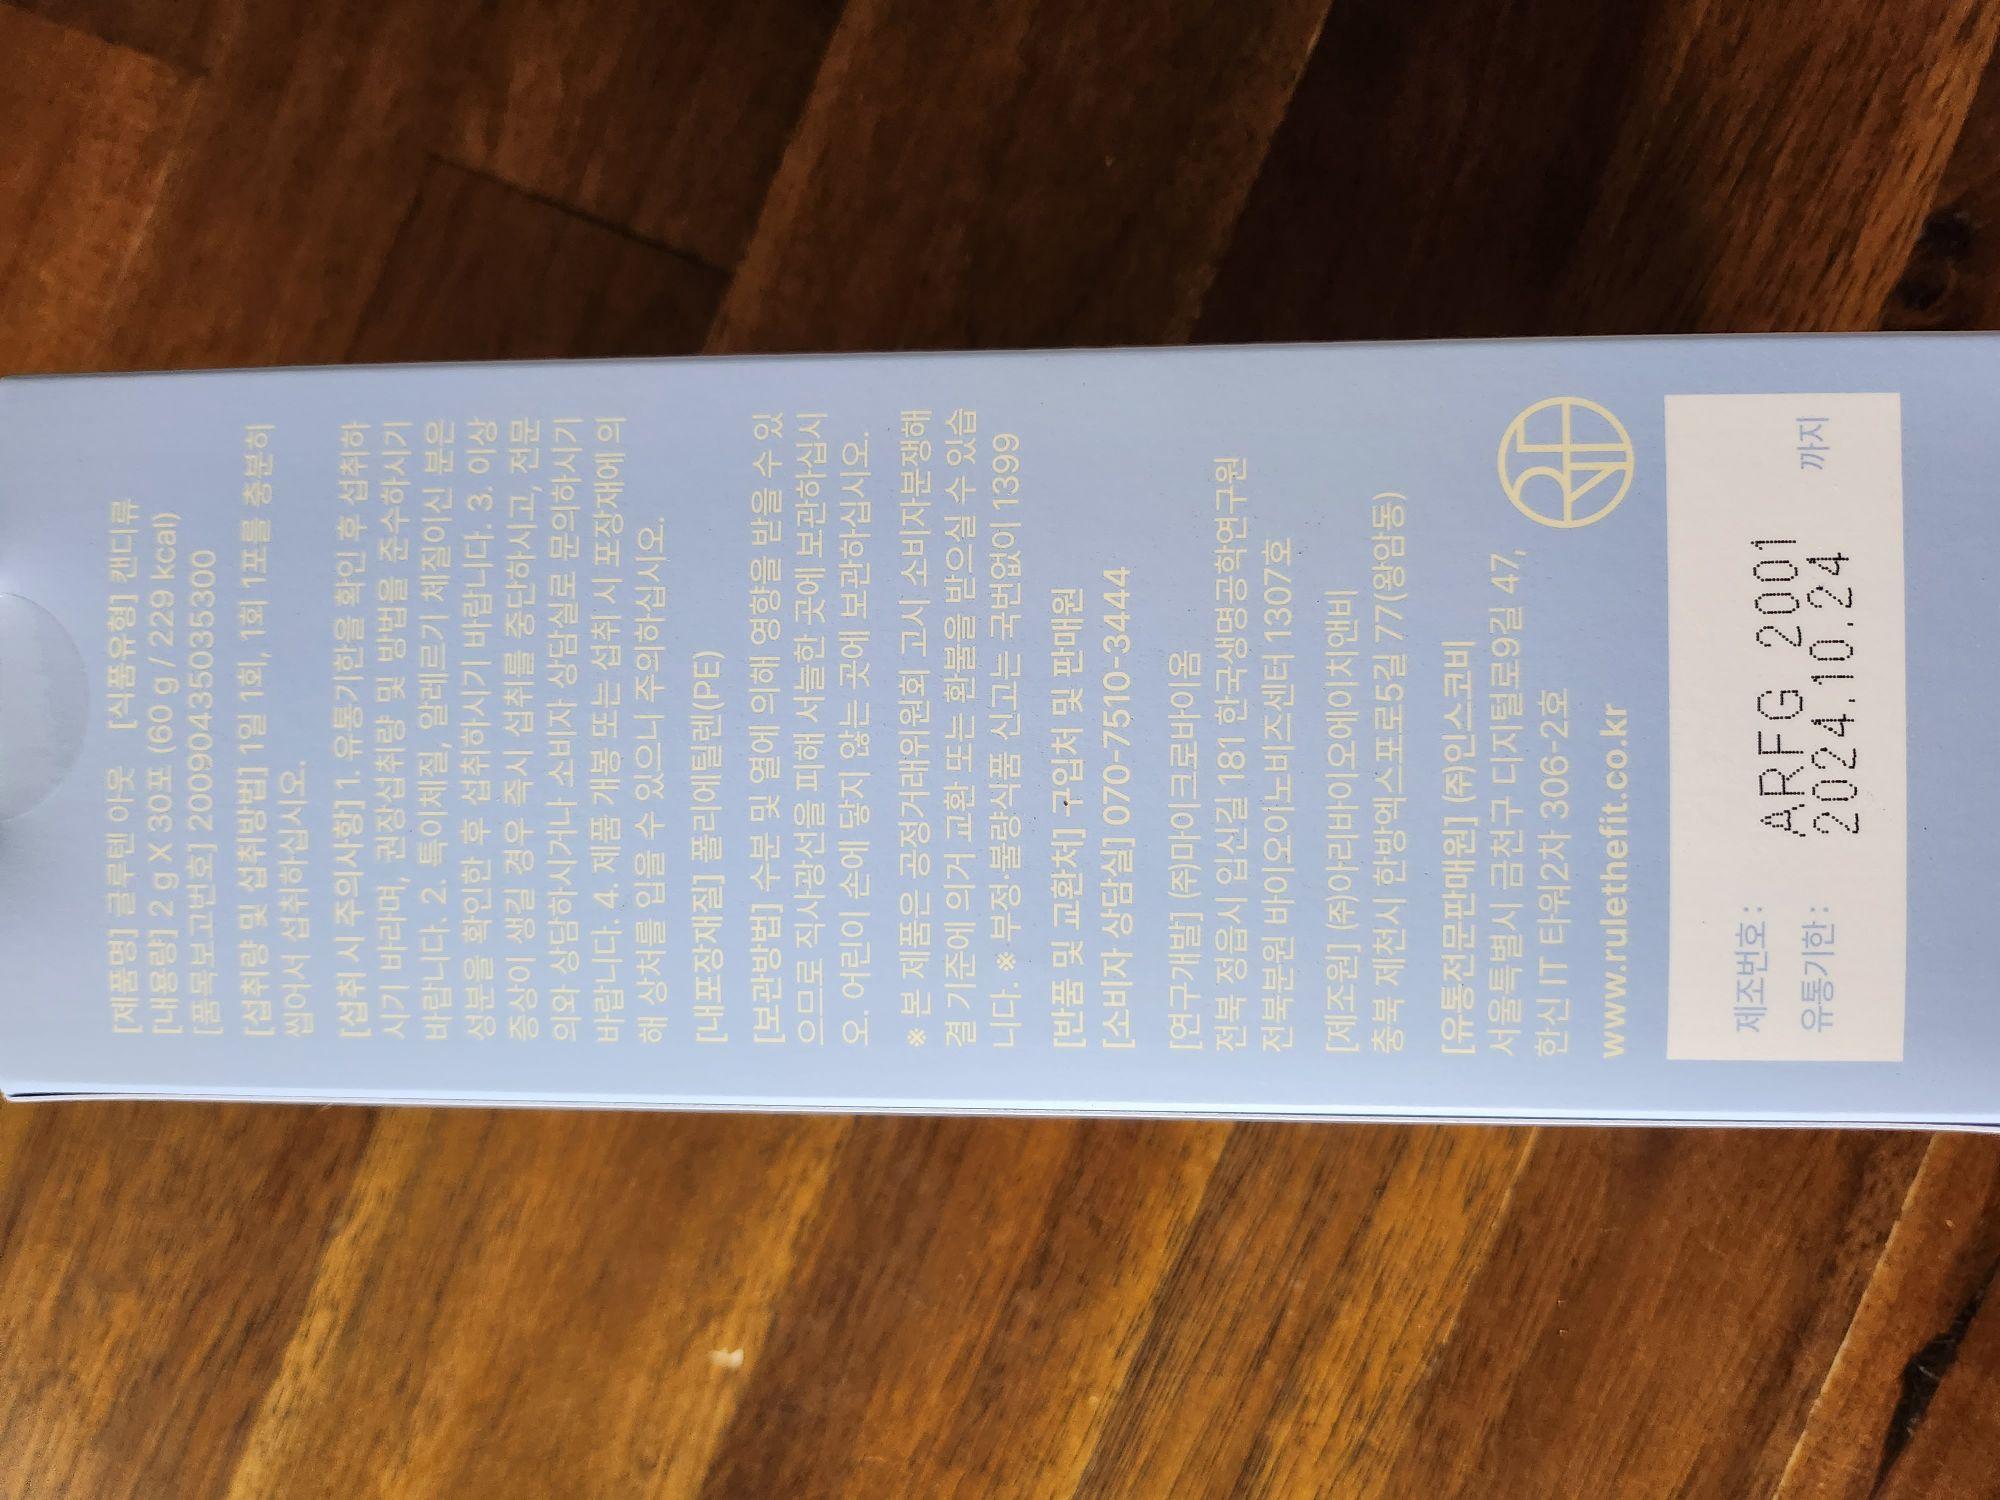 [제품명] 글루텐 아웃 [식품유형] 캔디류
[내용량] 2 g X 30포 (60 g / 229 kcal)
[품목보고번호] 20090435035300
[섭취량 및 섭취방법] 1일 1회, 1회 1포를 충분히
씹어서 섭취하십시오.
[섭취 시 주의사항] 1. 유통기한을 확인 후 섭취하
시기 바라며, 권장섭취량 및 방법을 준수하시기
바랍니다. 2. 특이체질, 알레르기 체질이신 분은
성분을 확인한 후 섭취하시기 바랍니다. 3. 이상
증상이 생길 경우 즉시 섭취를 중단하시고, 전문
의와 상담하시거나 소비자 상담실로 문의하시기
바랍니다. 4. 제품 개봉 또는 섭취 시 포장재에 의
해 상처를 입을 수 있으니 주의하십시오.
[내포장재질] 폴리에틸렌(PE)
[보관방법] 수분 및 열에 의해 영향을 받을 수 있
으므로 직사광선을 피해 서늘한 곳에 보관하십시
오. 어린이 손에 닿지 않는 곳에 보관하십시오.
※ 본 제품은 공정거래위원회 고시 소비자분쟁해
결 기준에 의거 교환 또는 환불을 받으실 수 있습
니다. ※ 부정·불량식품 신고는 국번없이 1399
[반품 및 교환처] 구입처 및 판매원
[소비자 상담실] 070-7510-3444
[연구개발] (주)마이크로바이옴
전북 정읍시 입신길 181 한국생명공학연구원
전북분원 바이오이노비즈센터 1307호
[제조원] (주)아리바이오에이치앤비
충북 제천시 한방엑스포로5길 77(왕암동)
[유통전문판매원] (주)인스코비
서울특별시 금천구 디지털로9길 47,
한신 IT 타워2차 306-2호
www.rulethefit.co.kr
RF
제조번호 : ARFG 2001
유통기한 : 2024.10.24 까지